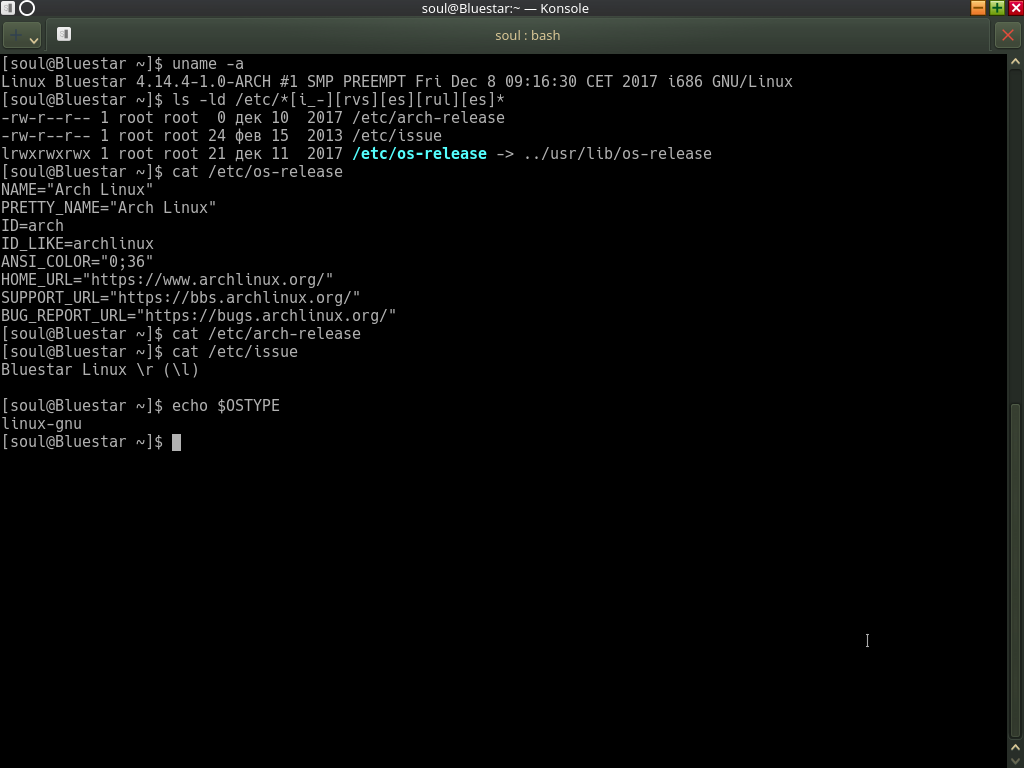 soul@Bluestar:~ — Konsole
soul : bash
[soul@Bluestar ~]$ uname -a
Linux Bluestar 4.14.4-1.0-ARCH #1 SMP PREEMPT Fri Dec 8 09:16:30 CET 2017 i686 GNU/Linux
[soul@Bluestar ~]$ ls -ld /etc/*[i_-][rvs][es][rul][es]*
-rw-r--r-- 1 root root  0 дек 10  2017 /etc/arch-release
-rw-r--r-- 1 root root 24 фев 15  2013 /etc/issue
lrwxrwxrwx 1 root root 21 дек 11  2017 /etc/os-release -> ../usr/lib/os-release
[soul@Bluestar ~]$ cat /etc/os-release
NAME="Arch Linux"
PRETTY_NAME="Arch Linux"
ID=arch
ID_LIKE=archlinux
ANSI_COLOR="0;36"
HOME_URL="https://www.archlinux.org/"
SUPPORT_URL="https://bbs.archlinux.org/"
BUG_REPORT_URL="https://bugs.archlinux.org/"
[soul@Bluestar ~]$ cat /etc/arch-release
[soul@Bluestar ~]$ cat /etc/issue
Bluestar Linux \r (\l)
[soul@Bluestar ~]$ echo $OSTYPE
linux-gnu
[soul@Bluestar ~]$